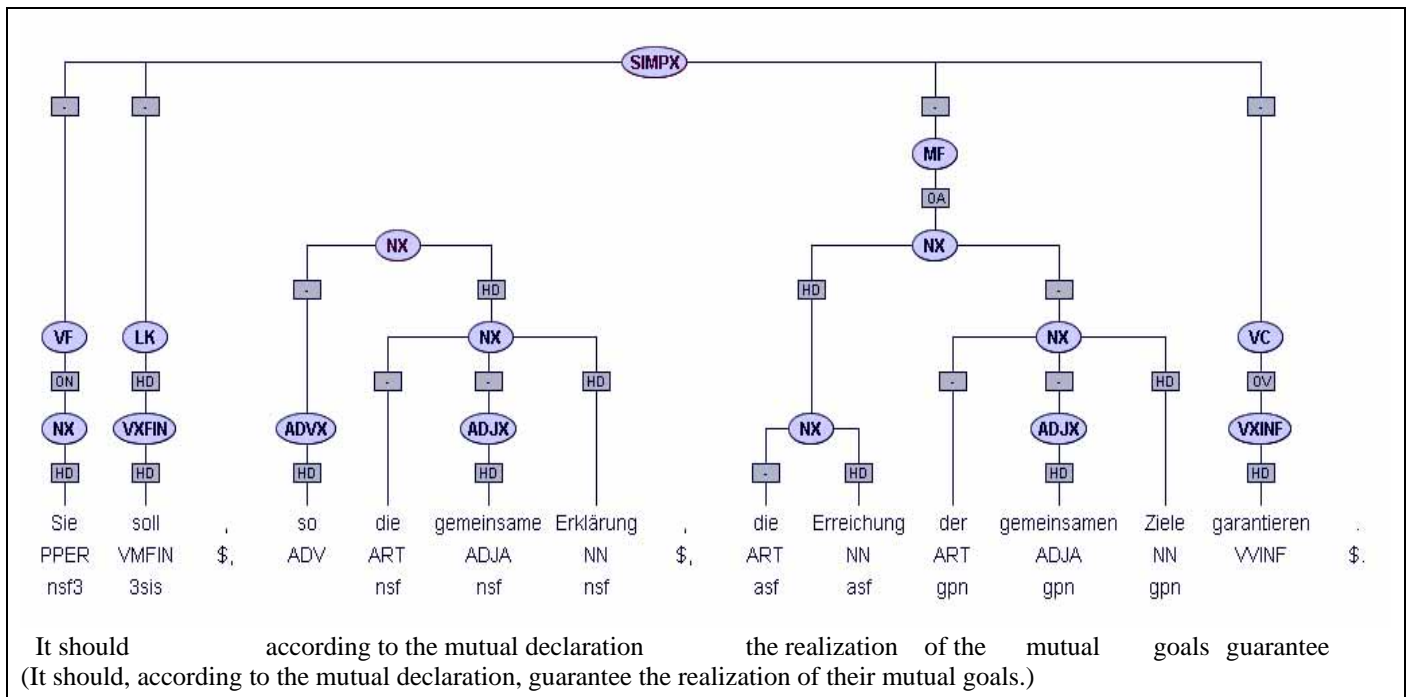 SIMPX
- - - -
MF
OA
NX NX
- HD HD -
VF LK NX NX VC
ON HD - - HD - - HD OV
NX VXFIN ADVX ADJX NX ADJX VXINF
HD HD HD HD - HD HD HD
Sie soll , so die gemeinsame Erklärung , die Erreichung der gemeinsamen Ziele garantieren .
PPER VMFIN $, ADV ART ADJA NN $, ART NN ART ADJA NN VVINF $.
nsf3 3sis nsf nsf nsf asf asf gpn gpn gpn
It should according to the mutual declaration the realization of the mutual goals guarantee
(It should, according to the mutual declaration, guarantee the realization of their mutual goals.)